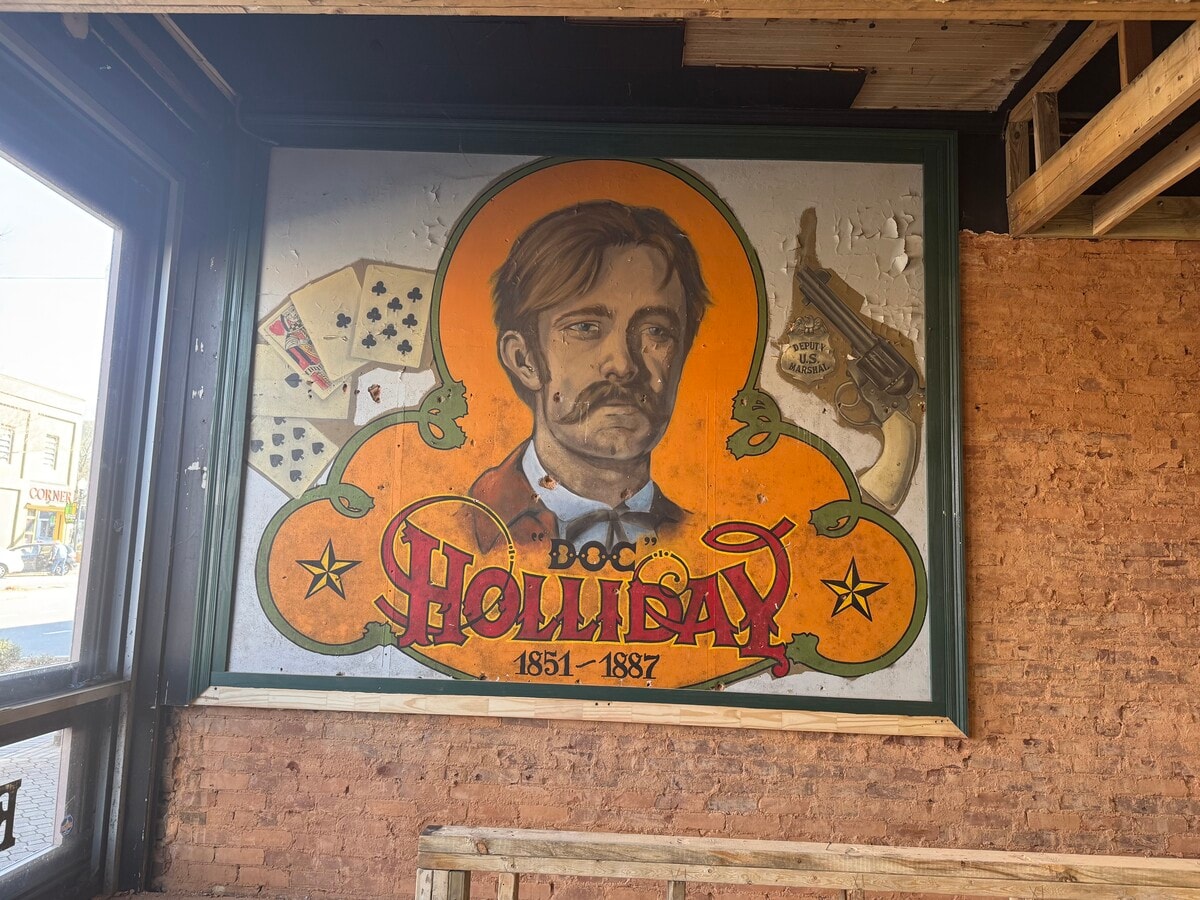 DEPUTY
U.S.
MARSHAL
"DOC"
HOLLIDAY
1851~1887
CORNER